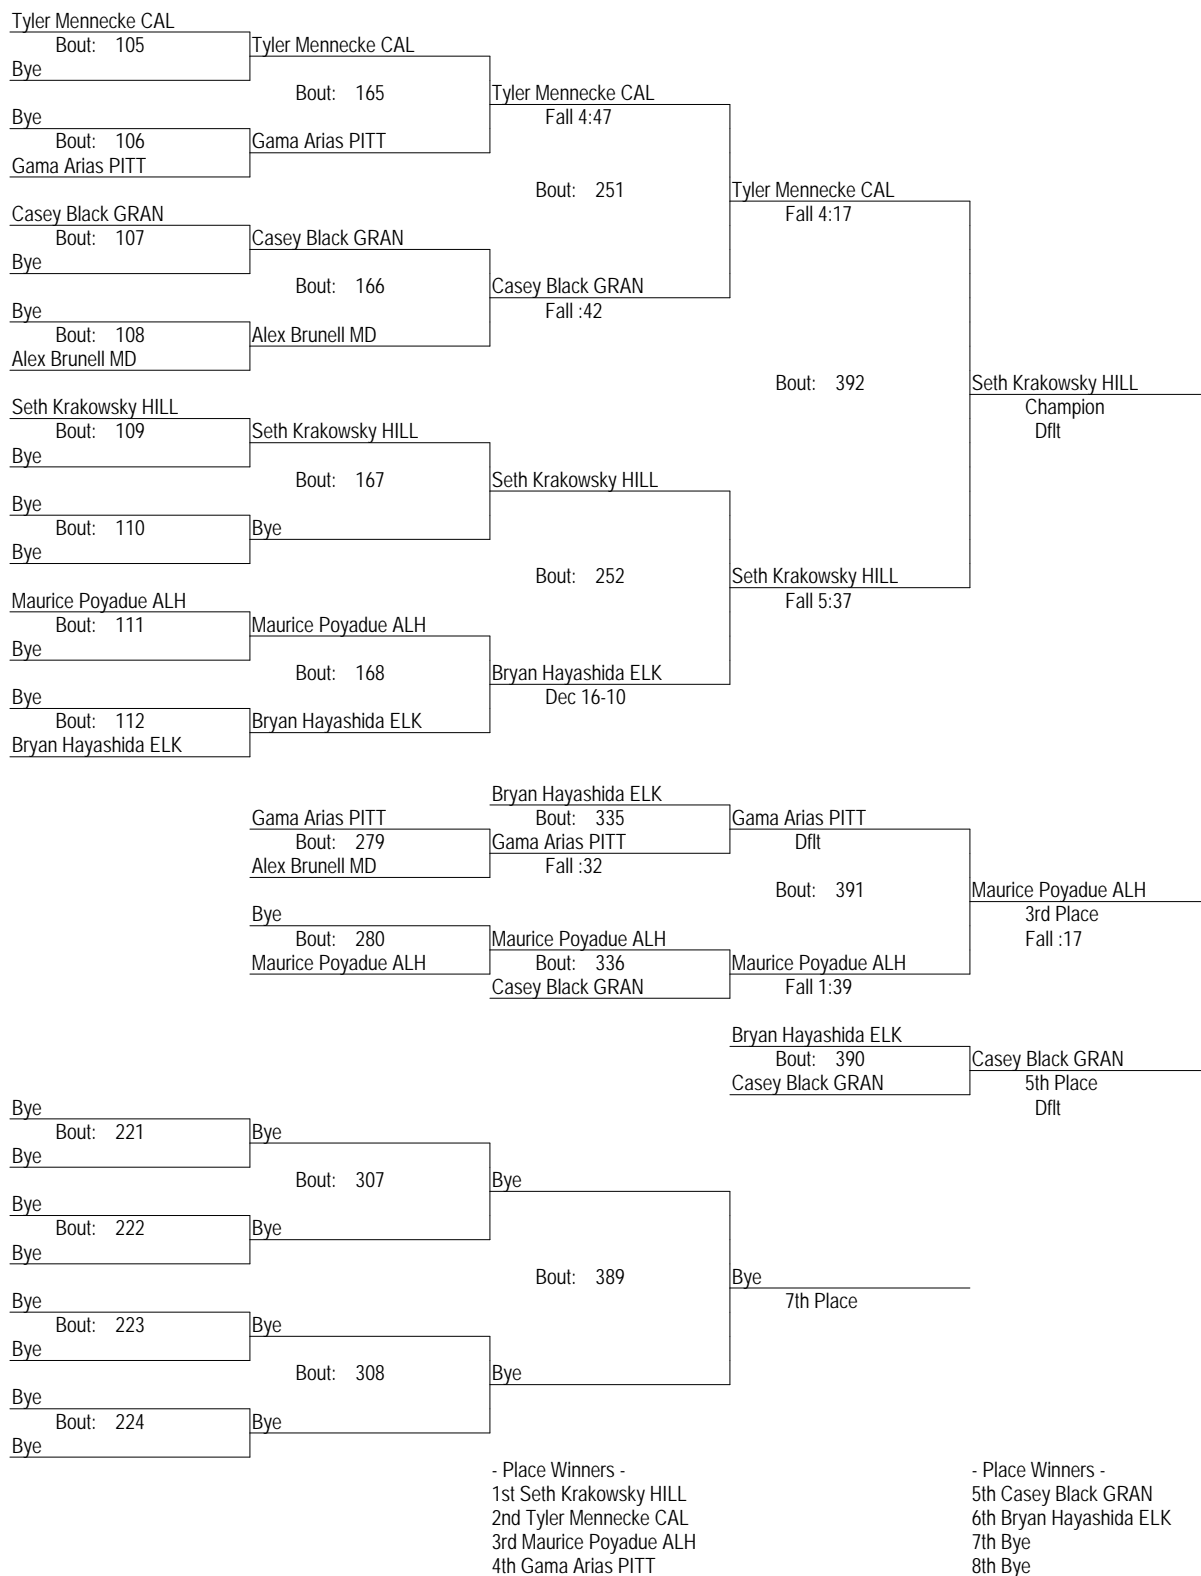 Tyler Mennecke CAL
Bout: 105
Tyler Mennecke CAL
Bye
Bout: 165
Tyler Mennecke CAL
Bye
Fall 4:47
Bout: 106
Gama Arias PITT
Gama Arias PITT
Bout: 251
Tyler Mennecke CAL
Casey Black GRAN
Fall 4:17
Bout: 107
Casey Black GRAN
Bye
Bout: 166
Casey Black GRAN
Bye
Fall :42
Bout: 108
Alex Brunell MD
Alex Brunell MD
Bout: 392
Seth Krakowsky HILL
Seth Krakowsky HILL
Champion
Bout: 109
Seth Krakowsky HILL
Dflt
Bye
Bout: 167
Seth Krakowsky HILL
Bye
Bout: 110
Bye
Bye
Bout: 252
Seth Krakowsky HILL
Maurice Poyadue ALH
Fall 5:37
Bout: 111
Maurice Poyadue ALH
Bye
Bout: 168
Bryan Hayashida ELK
Bye
Dec 16-10
Bout: 112
Bryan Hayashida ELK
Bryan Hayashida ELK
Bryan Hayashida ELK
Gama Arias PITT
Bout: 335
Gama Arias PITT
Bout: 279
Gama Arias PITT
Dflt
Alex Brunell MD
Fall :32
Bout: 391
Maurice Poyadue ALH
Bye
3rd Place
Bout: 280
Maurice Poyadue ALH
Fall :17
Maurice Poyadue ALH
Bout: 336
Maurice Poyadue ALH
Casey Black GRAN
Fall 1:39
Bryan Hayashida ELK
Bout: 390
Casey Black GRAN
Casey Black GRAN
5th Place
Dflt
Bye
Bout: 221
Bye
Bye
Bout: 307
Bye
Bye
Bout: 222
Bye
Bye
Bout: 389
Bye
Bye
7th Place
Bout: 223
Bye
Bye
Bout: 308
Bye
Bye
Bout: 224
Bye
Bye
- Place Winners -
1st Seth Krakowsky HILL
2nd Tyler Mennecke CAL
3rd Maurice Poyadue ALH
4th Gama Arias PITT
- Place Winners -
5th Casey Black GRAN
6th Bryan Hayashida ELK
7th Bye
8th Bye